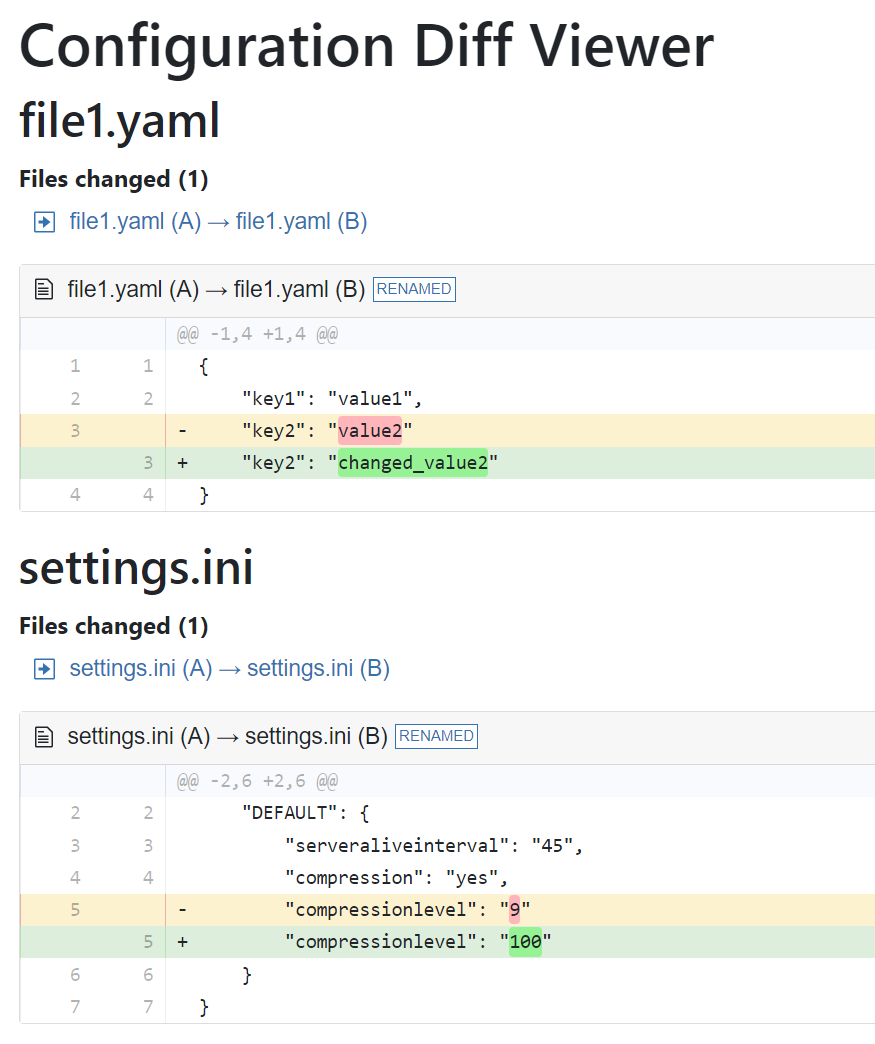 Configuration Diff Viewer
file1.yaml
Files changed (1)
file1.yaml (A) → file1.yaml (B)
file1.yaml (A) → file1.yaml (B) RENAMED
@@ -1,4 +1,4 @@
1 1 {
2 2 "key1": "value1",
3 - "key2": "value2"
3 + "key2": "changed_value2"
4 4 }
settings.ini
Files changed (1)
settings.ini (A) → settings.ini (B)
settings.ini (A) → settings.ini (B) RENAMED
@@ -2,6 +2,6 @@
2 2 "DEFAULT": {
3 3 "serveraliveinterval": "45",
4 4 "compression": "yes",
5 - "compressionlevel": "9"
5 + "compressionlevel": "100"
6 6 }
7 7 }